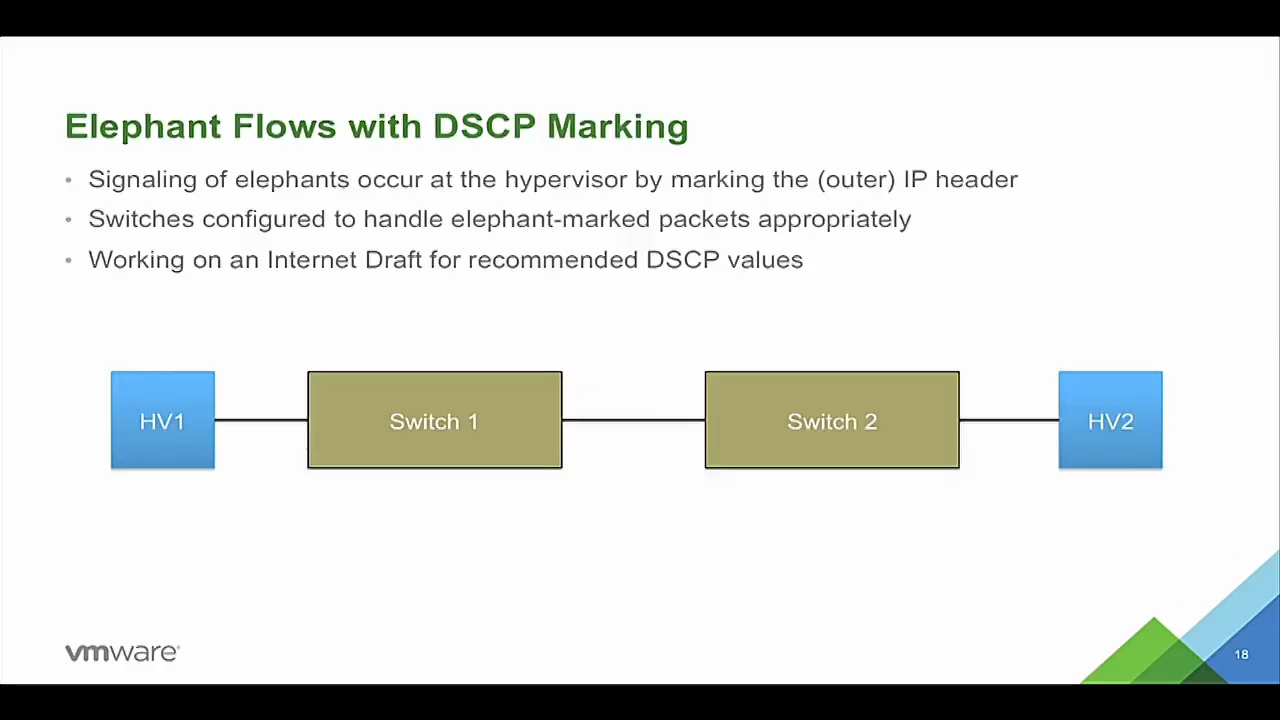 Elephant Flows with DSCP Marking
• Signaling of elephants occur at the hypervisor by marking the (outer) IP header
• Switches configured to handle elephant-marked packets appropriately
• Working on an Internet Draft for recommended DSCP values
HV1
Switch 1
Switch 2
HV2
vmware
18